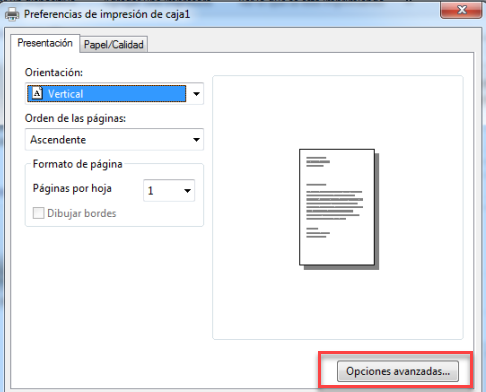 Preferencias de impresión de caja1
Presentación Papel/Calidad
Orientación:
Vertical
Orden de las páginas:
Ascendente
Formato de página
Páginas por hoja 1
Dibujar bordes
Opciones avanzadas...